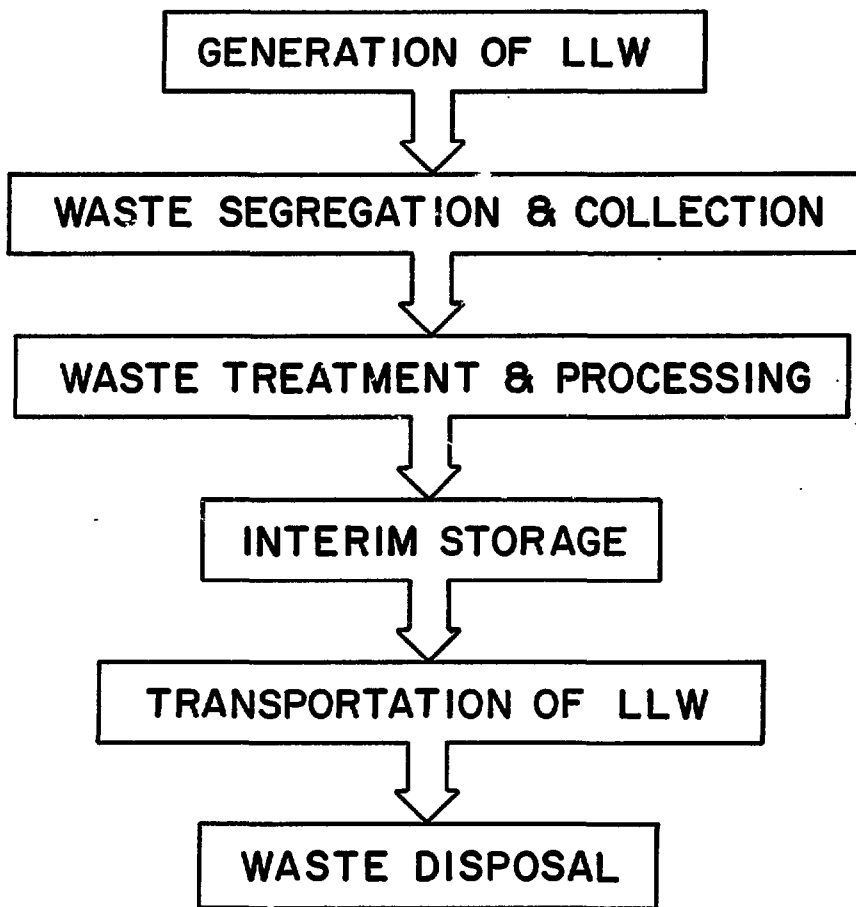 GENERATION OF LLW
WASTE SEGREGATION & COLLECTION
WASTE TREATMENT & PROCESSING
INTERIM STORAGE
TRANSPORTATION OF LLW
WASTE DISPOSAL